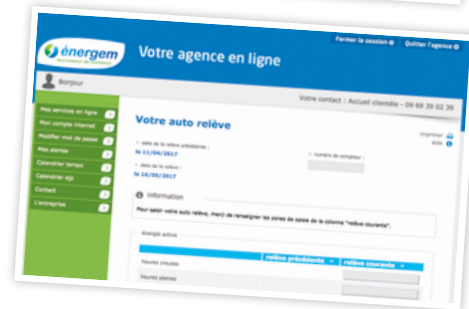 Fermer la session
Quitter l'agence
énergem
Votre agence en ligne
Bonjour
Votre contact : Accueil clientèle - 09 69 39 02 39
Mes services en ligne
Mon compte internet
Modifier mot de passe
Mes alertes
Calendrier tempo
Calendrier ejp
Contact
L'entreprise
Votre auto relève
imprimer
aide
date de la relève précédente :
le 11/04/2017
numéro de compteur :
date de la relève :
le 16/05/2017
information
Pour saisir votre auto relève, merci de renseigner les zones de saisie de la colonne "relève courante".
énergie active
relève précédente
relève courante
heures creuses
heures pleines